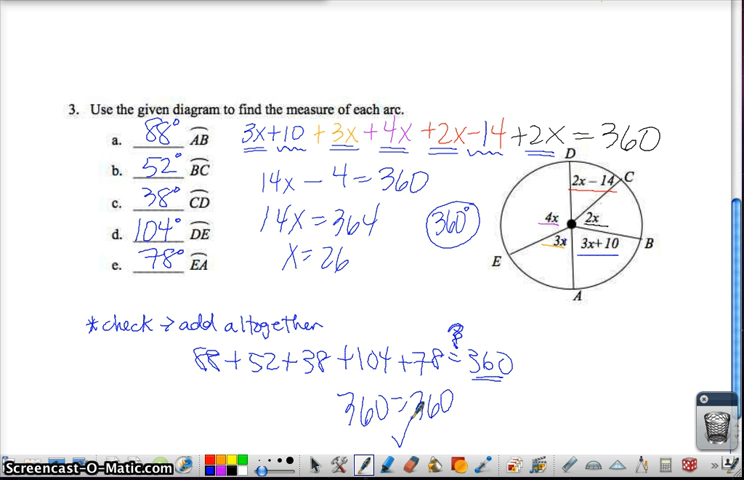 3. Use the given diagram to find the measure of each arc.
a. 88° AB
3x+10 +3x+4x +2x-14 +2x = 360
b. 52° BC
14x - 4 = 360
c. 38° CD
14x = 364
360°
d. 104° DE
x = 26
e. 78° EA
D
2x – 14
C
4x
2x
3x
3x+10
B
E
A
*check → add altogether
88 + 52 + 38 + 104 + 78 ?= 360
360 = 360 ✓
Screencast-O-Matic.com